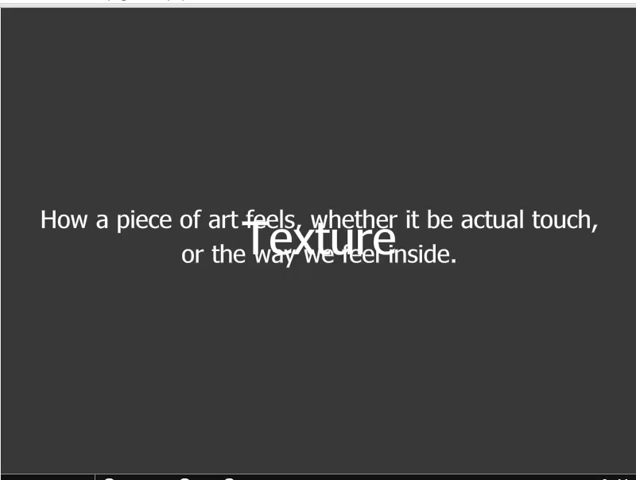 How a piece of art feels, whether it be actual touch,
Texture
or the way we feel inside.